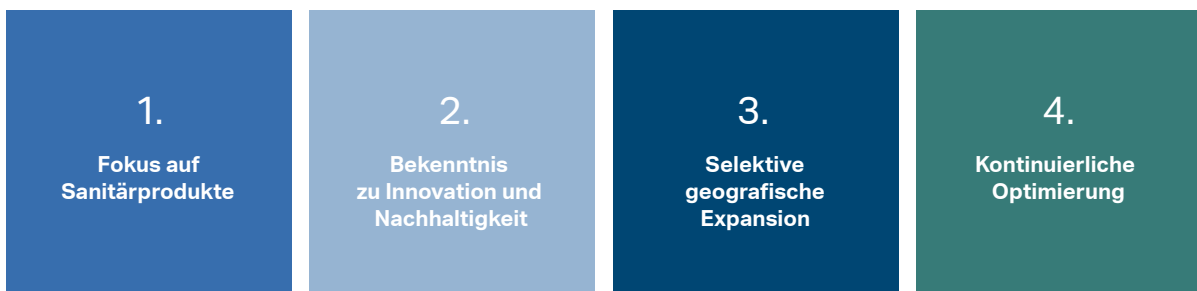 1.
Fokus auf
Sanitärprodukte
2.
Bekenntnis
zu Innovation und
Nachhaltigkeit
3.
Selektive
geografische
Expansion
4.
Kontinuierliche
Optimierung